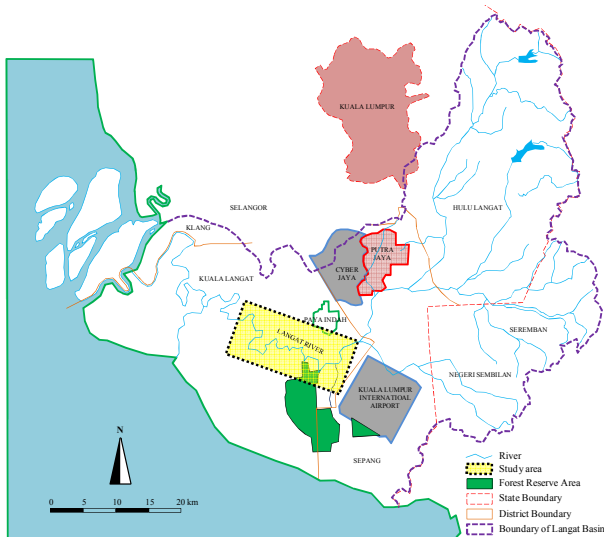 KUALA LUMPUR
SELANGOR
HULU LANGAT
KLANG
PUTRA
JAYA
CYBER
JAYA
KUALA LANGAT
PAYA INDAH
LANGAT RIVER
SEREMBAN
NEGERI SEMBILAN
KUALA LUMPUR
INTERNATIOAL
AIRPORT
SEPANG
N
0 5 10 15 20 km
River
Study area
Forest Reserve Area
State Boundary
District Boundary
Boundary of Langat Basin